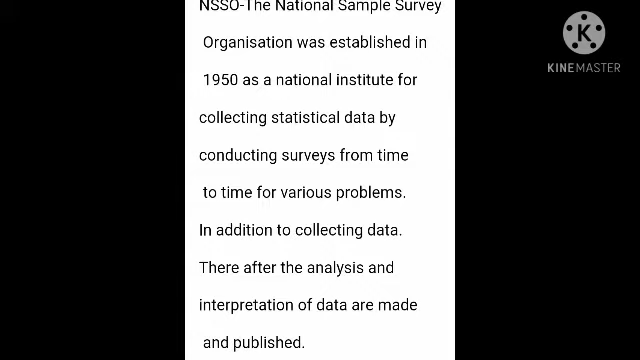 NSSO-The National Sample Survey
Organisation was established in
1950 as a national institute for
collecting statistical data by
conducting surveys from time
to time for various problems.
In addition to collecting data.
There after the analysis and
interpretation of data are made
and published.
K
KINEMASTER